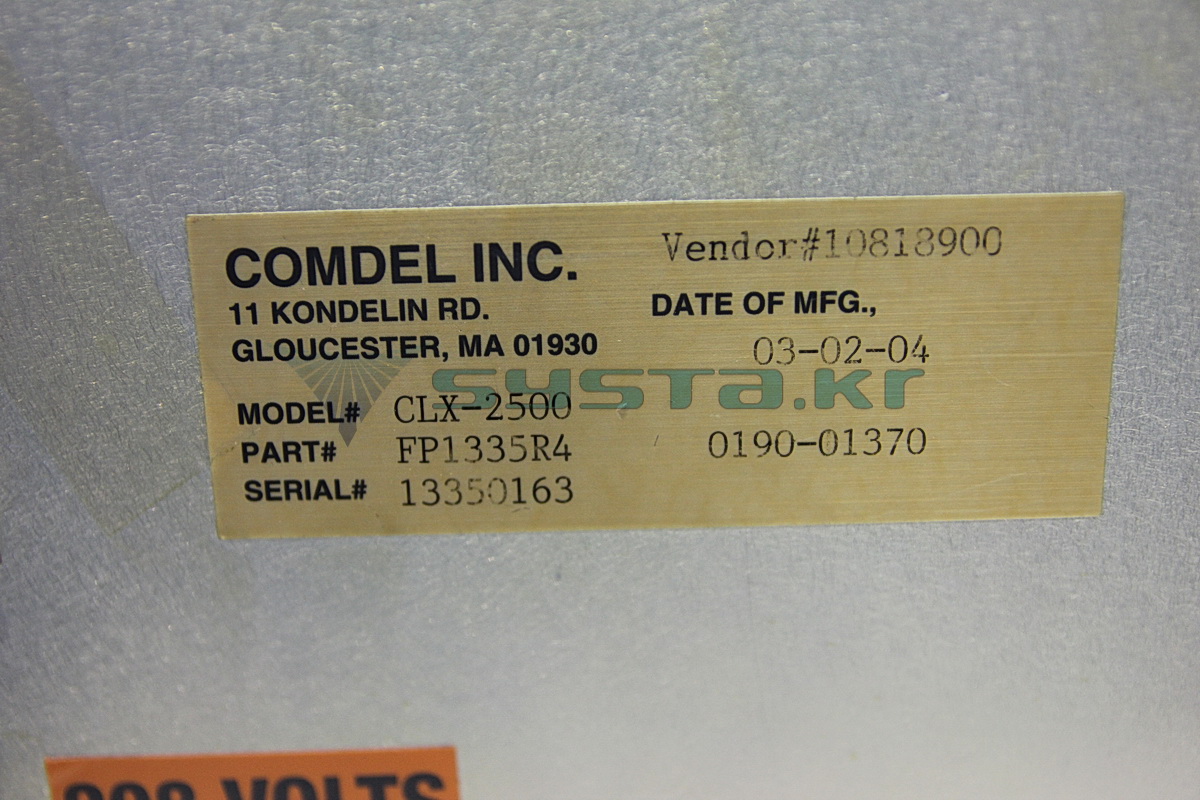 COMDEL INC.
11 KONDELIN RD.
GLOUCESTER, MA 01930
Vendor#10818900
DATE OF MFG.,
03-02-04
systa.kr
MODEL# CLX-2500
PART# FP1335R4
0190-01370
SERIAL# 13350163
208 VOLTS